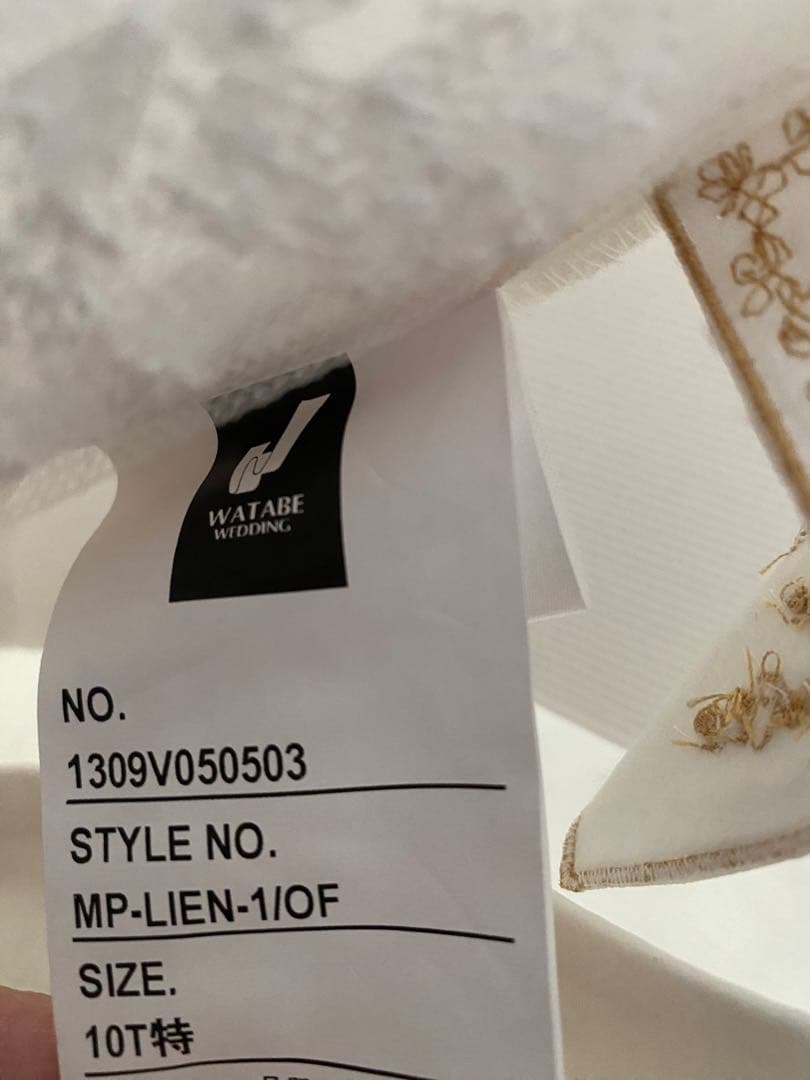 WATABE
WEDDING
NO.
1309V050503
STYLE NO.
MP-LIEN-1/OF
SIZE.
10T特